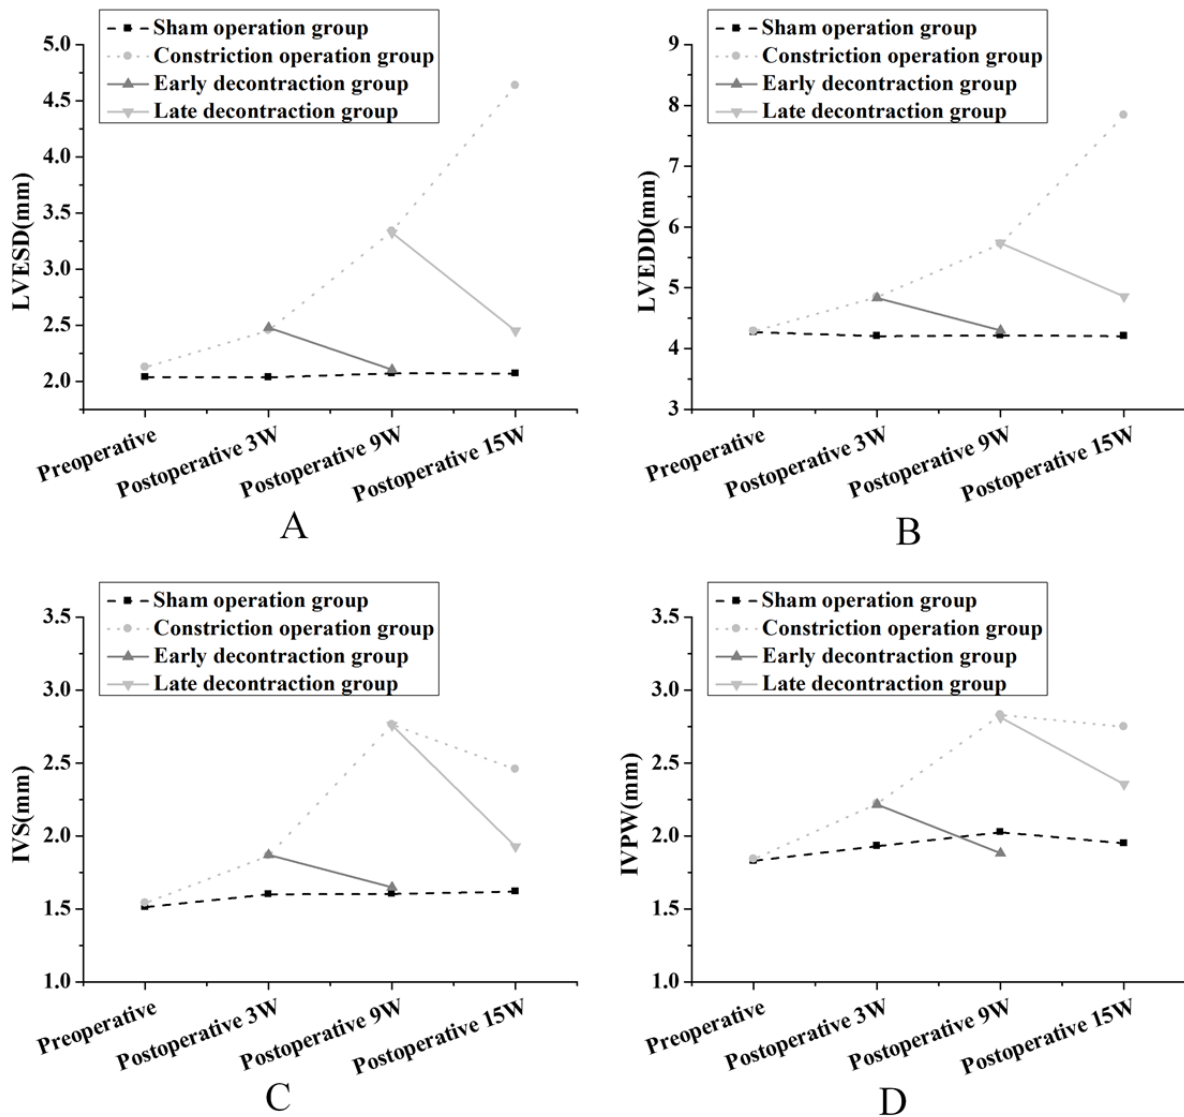 Sham operation group
Constriction operation group
Early decontraction group
Late decontraction group
LVESD(mm)
5.0
4.5
4.0
3.5
3.0
2.5
2.0
Preoperative
Postoperative 3W
Postoperative 9W
Postoperative 15W
A
Sham operation group
Constriction operation group
Early decontraction group
Late decontraction group
LVEDD(mm)
9
8
7
6
5
4
3
Preoperative
Postoperative 3W
Postoperative 9W
Postoperative 15W
B
Sham operation group
Constriction operation group
Early decontraction group
Late decontraction group
IVS(mm)
3.5
3.0
2.5
2.0
1.5
1.0
Preoperative
Postoperative 3W
Postoperative 9W
Postoperative 15W
C
Sham operation group
Constriction operation group
Early decontraction group
Late decontraction group
IVPW(mm)
3.5
3.0
2.5
2.0
1.5
1.0
Preoperative
Postoperative 3W
Postoperative 9W
Postoperative 15W
D